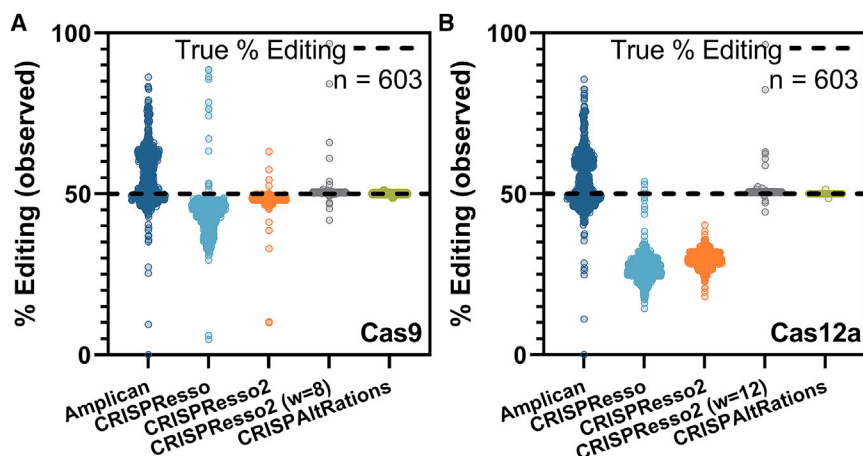 A
% Editing (observed)
100
50
0
True % Editing
n = 603
Cas9
Amplican
CRISPResso
CRISPResso2
CRISPResso2 (w=8)
CRISPAltRations
B
% Editing (observed)
100
50
0
True % Editing
n = 603
Cas12a
Amplican
CRISPResso
CRISPResso2
CRISPResso2 (w=12)
CRISPAltRations